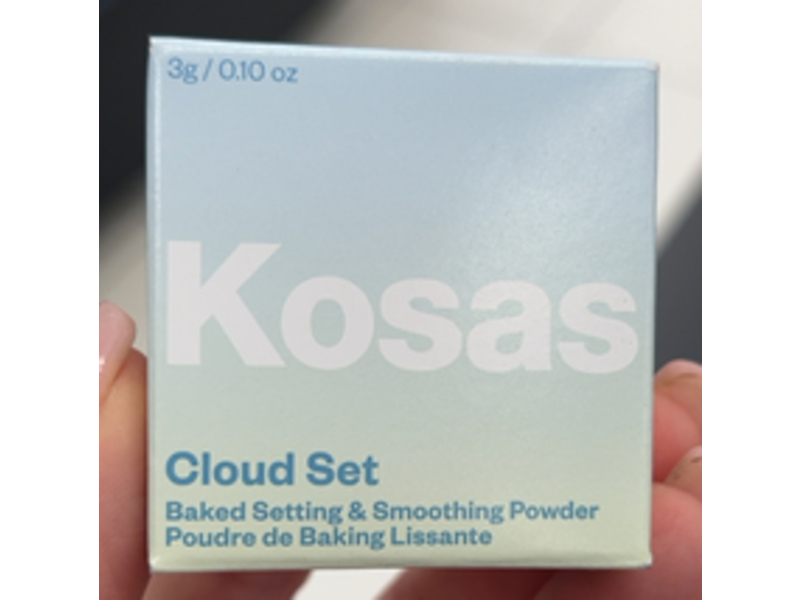 3g / 0.10 oz
Kosas
Cloud Set
Baked Setting & Smoothing Powder
Poudre de Baking Lissante